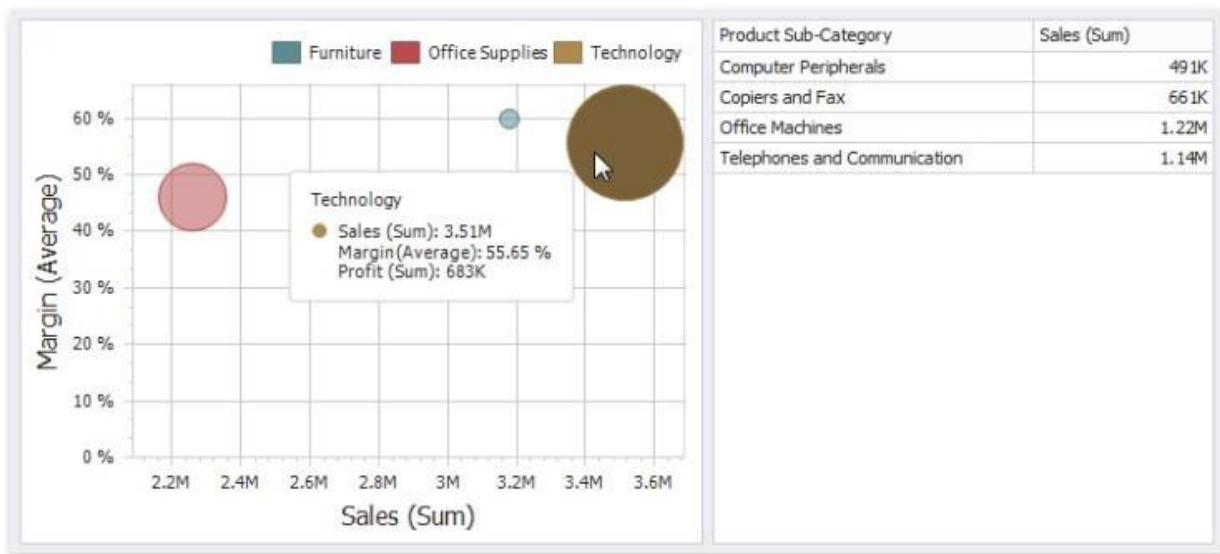 Furniture Office Supplies Technology
60 %
50 %
40 %
30 %
20 %
10 %
0 %
Margin (Average)
Technology
Sales (Sum): 3.51M
Margin(Average): 55.65 %
Profit (Sum): 683K
2.2M 2.4M 2.6M 2.8M 3M 3.2M 3.4M 3.6M
Sales (Sum)
Product Sub-Category Sales (Sum)
Computer Peripherals 491K
Copiers and Fax 661K
Office Machines 1.22M
Telephones and Communication 1.14M